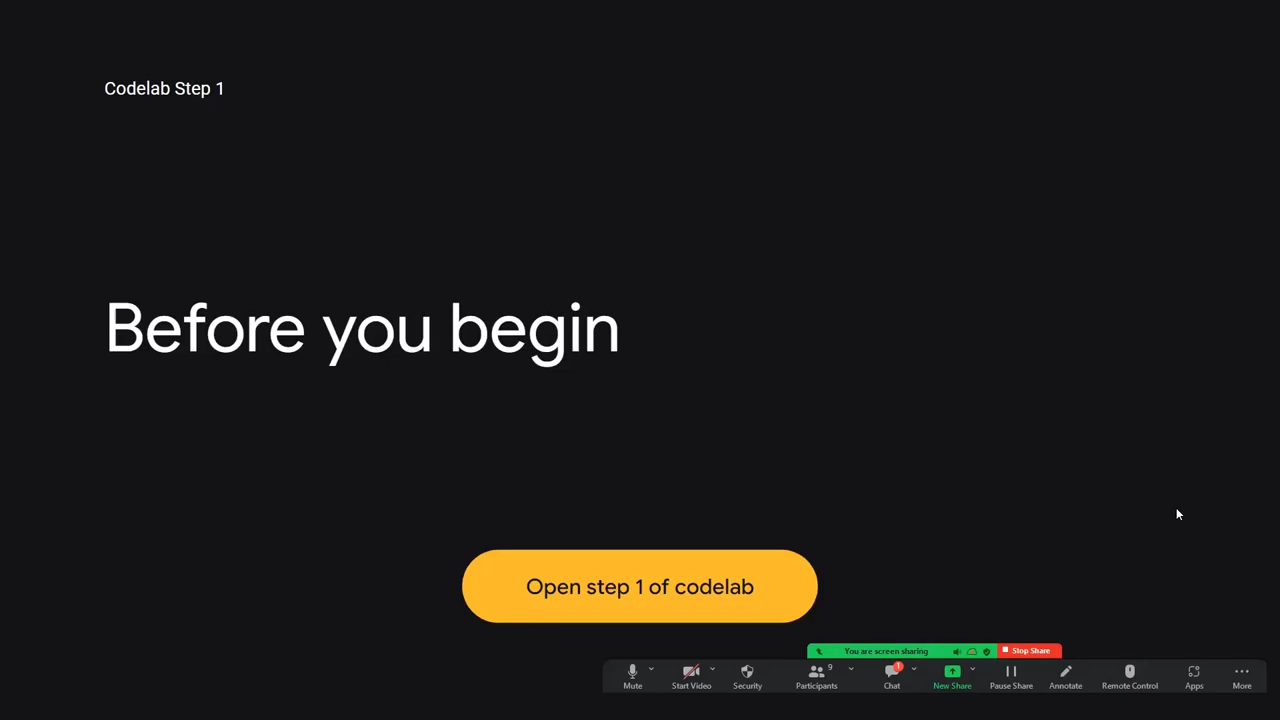 Codelab Step 1
Before you begin
Open step 1 of codelab
You are screen sharing
Stop Share
9
1
Mute
Start Video
Security
Participants
Chat
New Share
Pause Share
Annotate
Remote Control
Apps
More